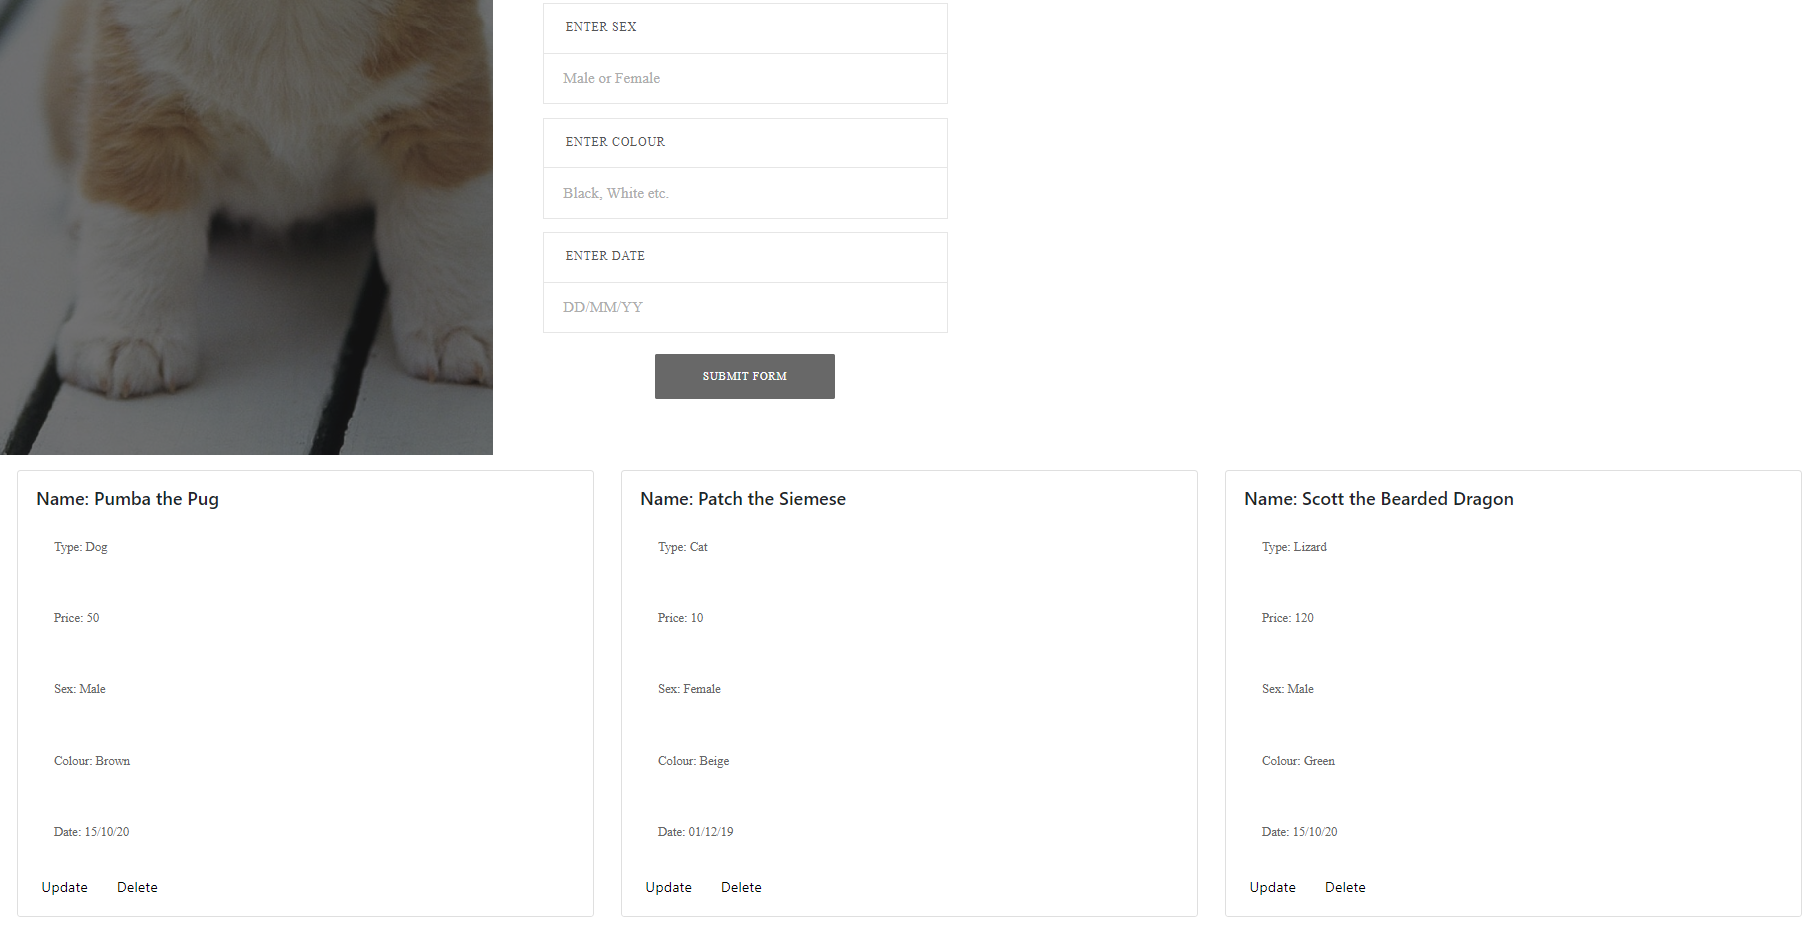 ENTER SEX
Male or Female
ENTER COLOUR
Black, White etc.
ENTER DATE
DD/MM/YY
SUBMIT FORM
Name: Pumba the Pug
Type: Dog
Price: 50
Sex: Male
Colour: Brown
Date: 15/10/20
Update Delete
Name: Patch the Siemese
Type: Cat
Price: 10
Sex: Female
Colour: Beige
Date: 01/12/19
Update Delete
Name: Scott the Bearded Dragon
Type: Lizard
Price: 120
Sex: Male
Colour: Green
Date: 15/10/20
Update Delete